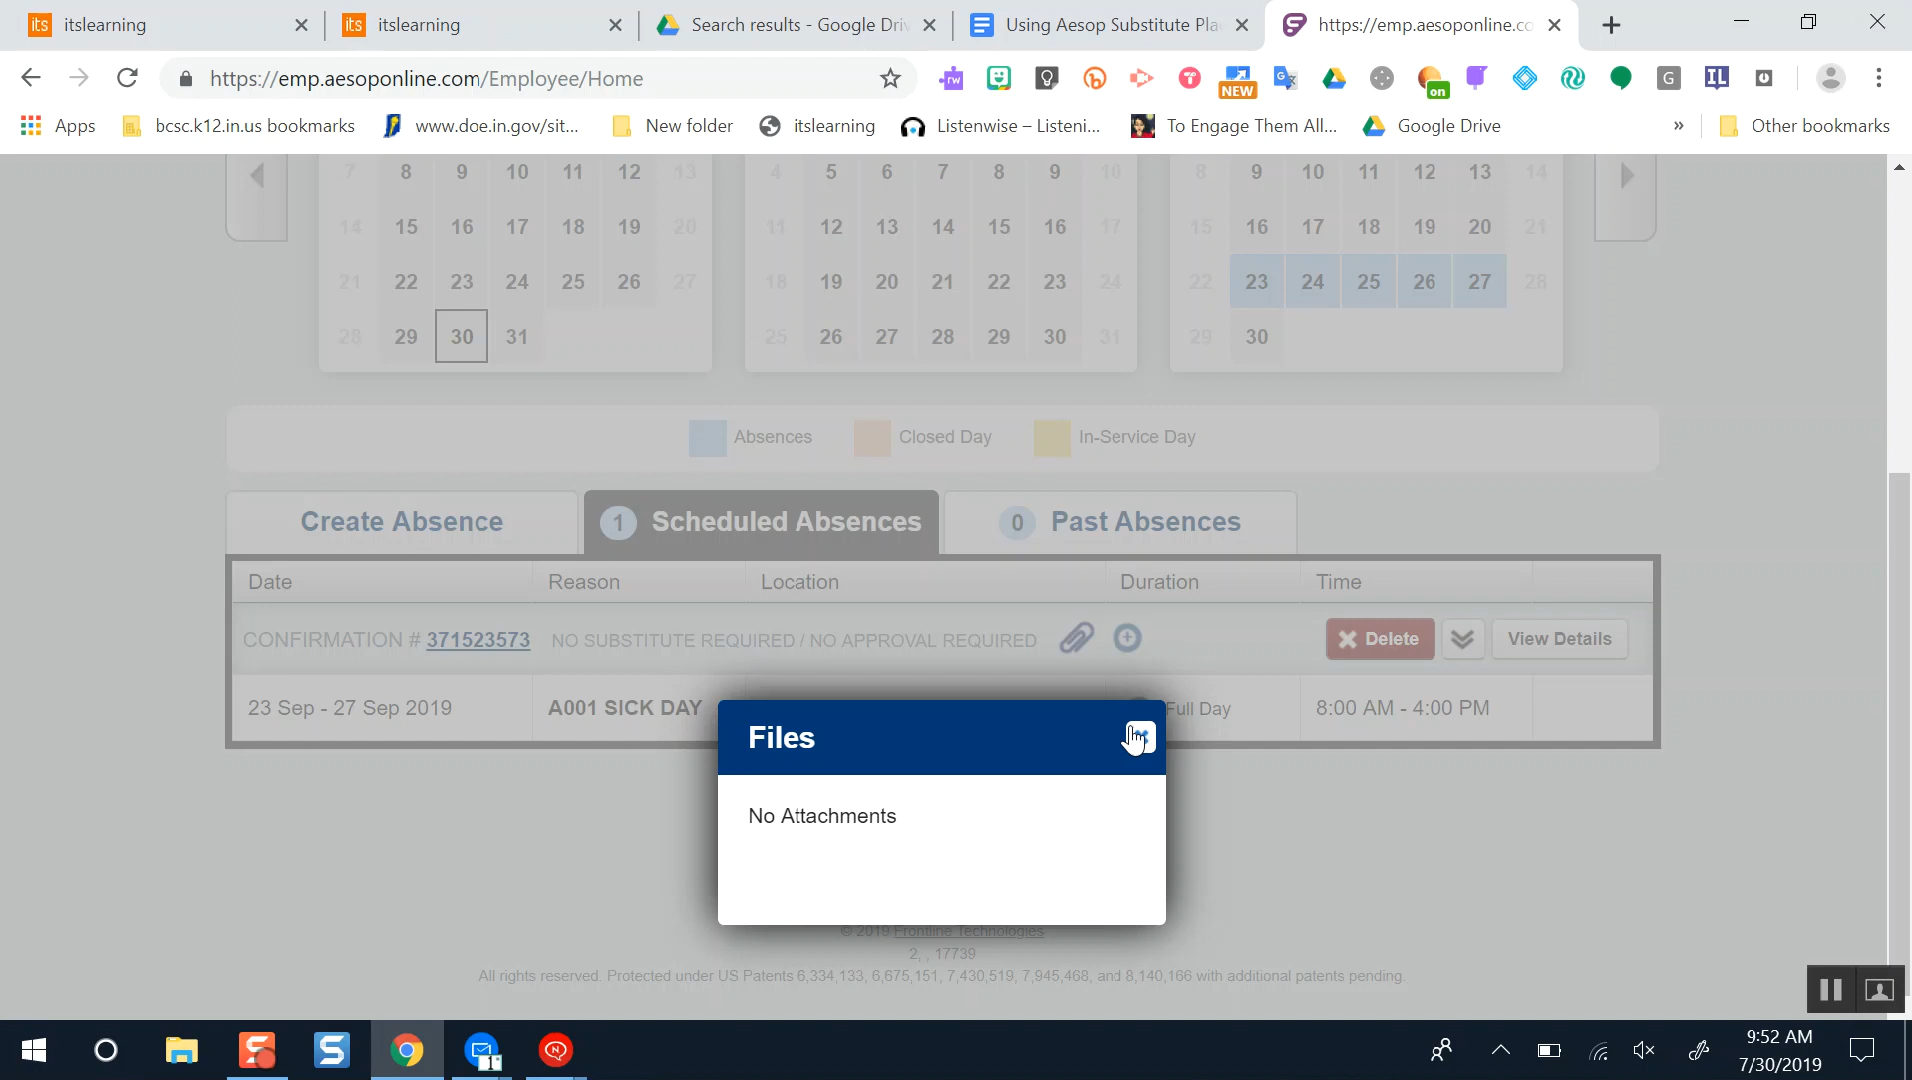 itslearning
itslearning
Search results - Google Driv
Using Aesop Substitute Pla
https://emp.aesoponline.co
https://emp.aesoponline.com/Employee/Home
NEW
on
Apps
bcsc.k12.in.us bookmarks
www.doe.in.gov/sit...
New folder
itslearning
Listenwise – Listeni...
To Engage Them All...
Google Drive
»
Other bookmarks
7 8 9 10 11 12 13
14 15 16 17 18 19 20
21 22 23 24 25 26 27
28 29 30 31
4 5 6 7 8 9 10
11 12 13 14 15 16 17
18 19 20 21 22 23 24
25 26 27 28 29 30 31
8 9 10 11 12 13 14
15 16 17 18 19 20 21
22 23 24 25 26 27 28
29 30
Absences
Closed Day
In-Service Day
Create Absence
1 Scheduled Absences
0 Past Absences
Date Reason Location Duration Time
CONFIRMATION # 371523573 NO SUBSTITUTE REQUIRED / NO APPROVAL REQUIRED
Delete
View Details
23 Sep - 27 Sep 2019 A001 SICK DAY Full Day 8:00 AM - 4:00 PM
Files
No Attachments
© 2019 Frontline Technologies
2, , 17739
All rights reserved. Protected under US Patents 6,334,133, 6,675,151, 7,430,519, 7,945,468, and 8,140,166 with additional patents pending.
9:52 AM
7/30/2019